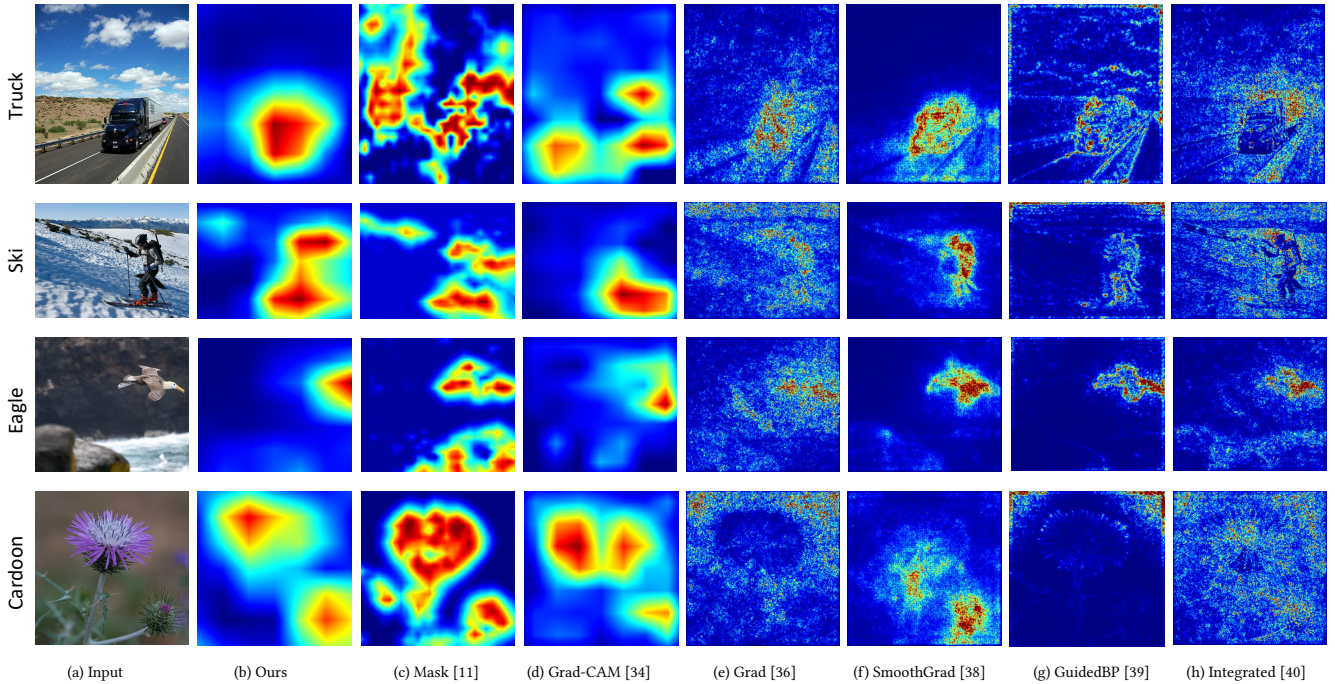 Truck
Ski
Eagle
Cardoon
(a) Input
(b) Ours
(c) Mask [11]
(d) Grad-CAM [34]
(e) Grad [36]
(f) SmoothGrad [38]
(g) GuidedBP [39]
(h) Integrated [40]